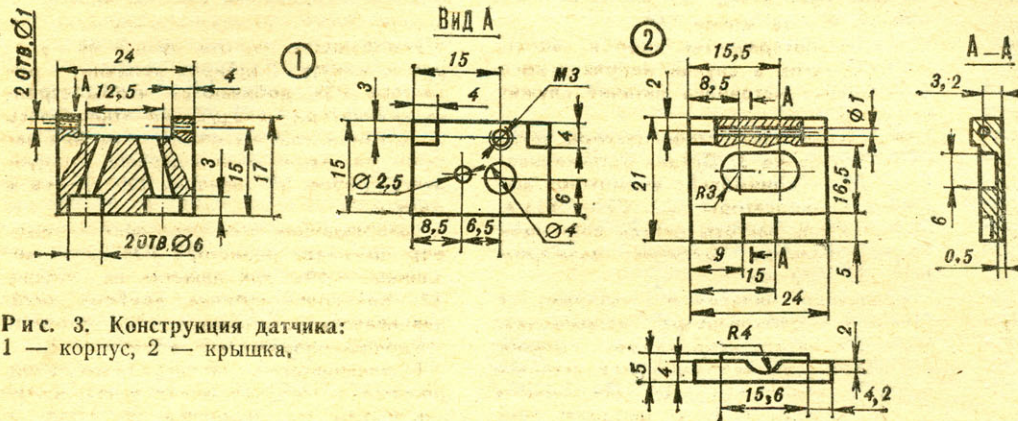 2 ОТВ. Ø1
24
А
12,5
4
1
3
15
17
2 ОТВ. Ø6
Вид А
15
4
М3
3
15
4
6
Ø 2,5
8,5
6,5
Ø4
2
15,5
8,5
А
2
Ø1
21
R3
16,5
А
9
15
24
5
А – А
3,2
6
0,5
R4
5
4
15,6
2
4,2
Рис. 3. Конструкция датчика:
1 — корпус, 2 — крышка,